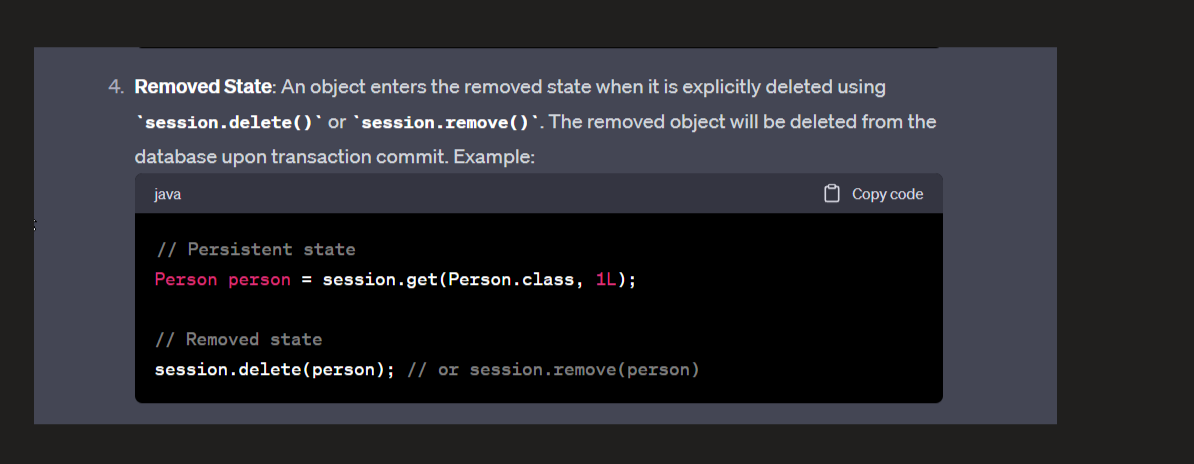 4. Removed State: An object enters the removed state when it is explicitly deleted using
`session.delete()` or `session.remove()`. The removed object will be deleted from the
database upon transaction commit. Example:
java
Copy code
// Persistent state
Person person = session.get(Person.class, 1L);
// Removed state
session.delete(person); // or session.remove(person)